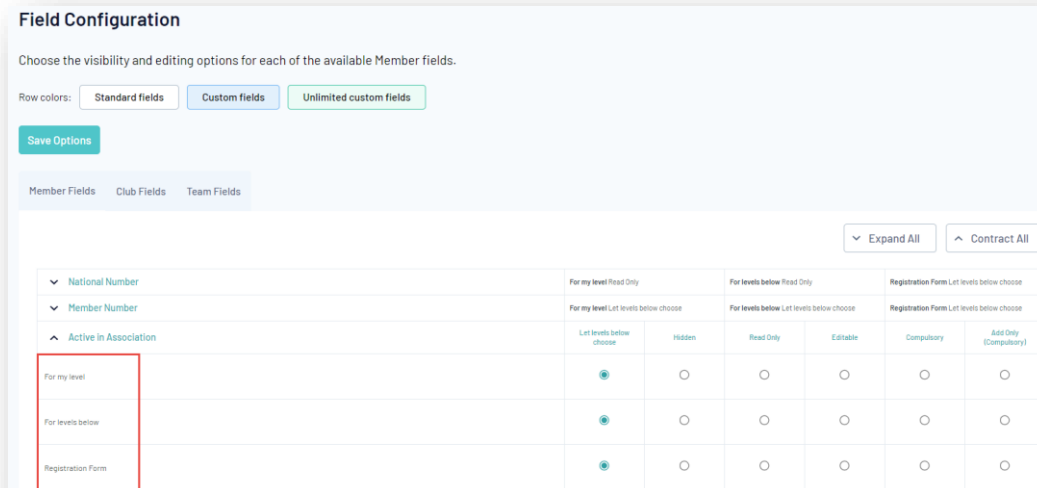 Field Configuration
Choose the visibility and editing options for each of the available Member fields.
Row colors: Standard fields Custom fields Unlimited custom fields
Save Options
Member Fields Club Fields Team Fields
Expand All Contract All
National Number For my level Read Only For levels below Read Only Registration Form Let levels below choose
Member Number For my level Let levels below choose For levels below Let levels below choose Registration Form Let levels below choose
Active in Association Let levels below choose Hidden Read Only Editable Compulsory Add Only (Compulsory)
For my level
For levels below
Registration Form